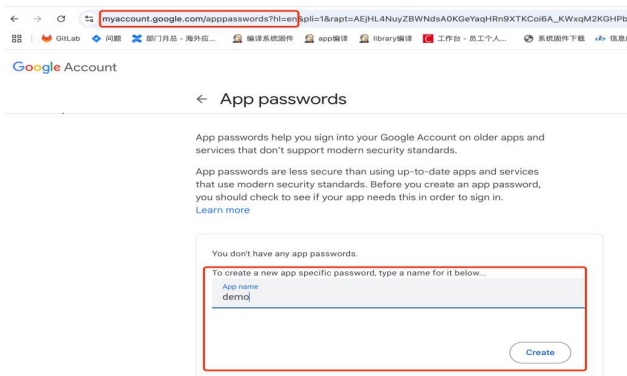 myaccount.google.com/apppasswords?hl=en&pli=1&rapt=AEjHL4NuyZBWNdsA0KGeYaqHRn9XTKCoi6A_KWxqM2KGHPb
GitLab 问题 部门月总 - 海外应... 编译系统固件 app编译 library编译 工作台 - 员工个人... 系统固件下载 信息
Google Account
App passwords
App passwords help you sign into your Google Account on older apps and
services that don't support modern security standards.
App passwords are less secure than using up-to-date apps and services
that use modern security standards. Before you create an app password,
you should check to see if your app needs this in order to sign in.
Learn more
You don't have any app passwords.
To create a new app specific password, type a name for it below...
App name
demo
Create